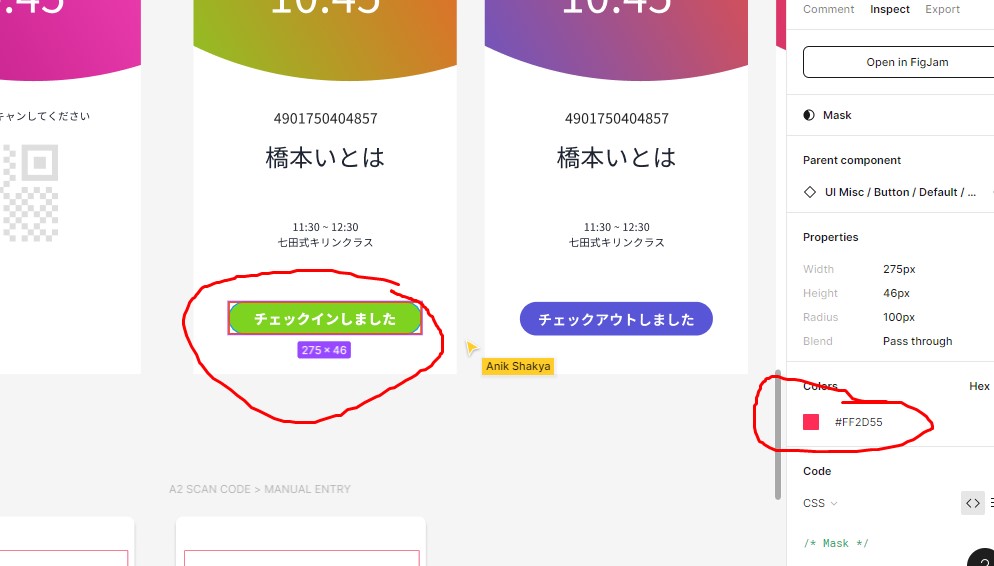 Comment Inspect Export
10:45
10:45
Open in FigJam
キャンしてください
4901750404857
4901750404857
Mask
橋本いとは
橋本いとは
Parent component
UI Misc / Button / Default / ...
11:30 ~ 12:30
七田式キリンクラス
11:30 ~ 12:30
七田式キリンクラス
Properties
Width 275px
Height 46px
Radius 100px
Blend Pass through
チェックインしました
チェックアウトしました
275 × 46
Anik Shakya
Colors Hex
#FF2D55
Code
CSS
A2 SCAN CODE > MANUAL ENTRY
/* Mask */
?